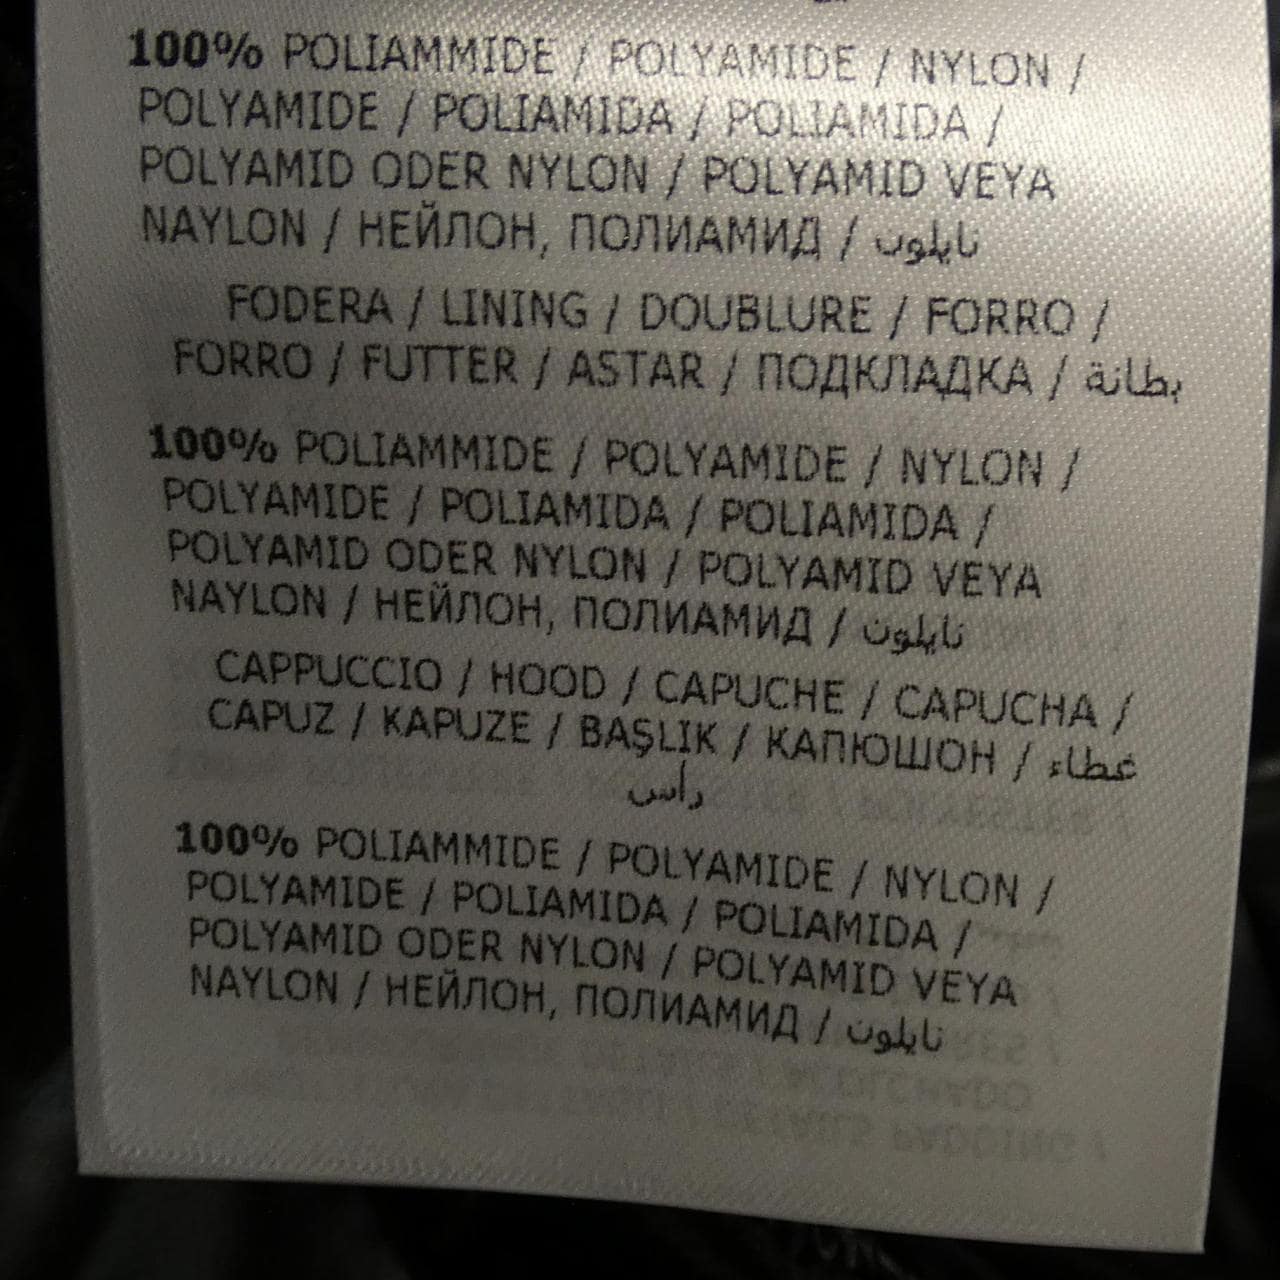 100% POLIAMMIDE / POLYAMIDE / NYLON /
POLYAMIDE / POLIAMIDA / POLIAMIDA /
POLYAMID ODER NYLON / POLYAMID VEYA
NAYLON / НЕЙЛОН, ПОЛИАМИД / نايلون
FODERA / LINING / DOUBLURE / FORRO /
FORRO / FUTTER / ASTAR / ПОДКЛАДКА / بطانة
100% POLIAMMIDE / POLYAMIDE / NYLON /
POLYAMIDE / POLIAMIDA / POLIAMIDA /
POLYAMID ODER NYLON / POLYAMID VEYA
NAYLON / НЕЙЛОН, ПОЛИАМИД / نايلون
CAPPUCCIO / HOOD / CAPUCHE / CAPUCHA /
CAPUZ / KAPUZE / BAŞLIK / КАПЮШОН / غطاء
رأس
100% POLIAMMIDE / POLYAMIDE / NYLON /
POLYAMIDE / POLIAMIDA / POLIAMIDA /
POLYAMID ODER NYLON / POLYAMID VEYA
NAYLON / НЕЙЛОН, ПОЛИАМИД / نايلون